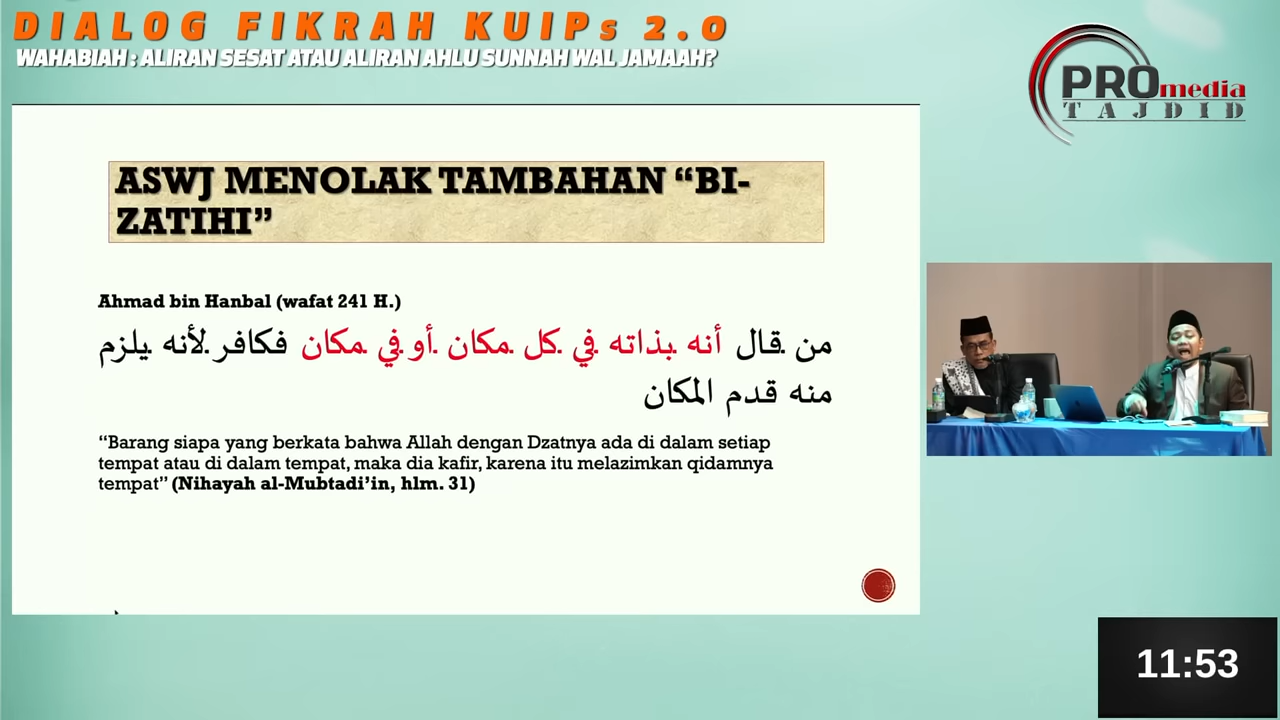 DIALOG FIKRAH KUIPs 2.0
WAHABIAH : ALIRAN SESAT ATAU ALIRAN AHLU SUNNAH WAL JAMAAH?
PROmedia
TAJDID
ASWJ MENOLAK TAMBAHAN “BI-
ZATIHI”
Ahmad bin Hanbal (wafat 241 H.)
من قال أنه بذاته في كل مكان أو في مكان فكافر لأنه يلزم
منه قدم المكان
“Barang siapa yang berkata bahwa Allah dengan Dzatnya ada di dalam setiap
tempat atau di dalam tempat, maka dia kafir, karena itu melazimkan qidamnya
tempat” (Nihayah al-Mubtadi’in, hlm. 31)
11:53